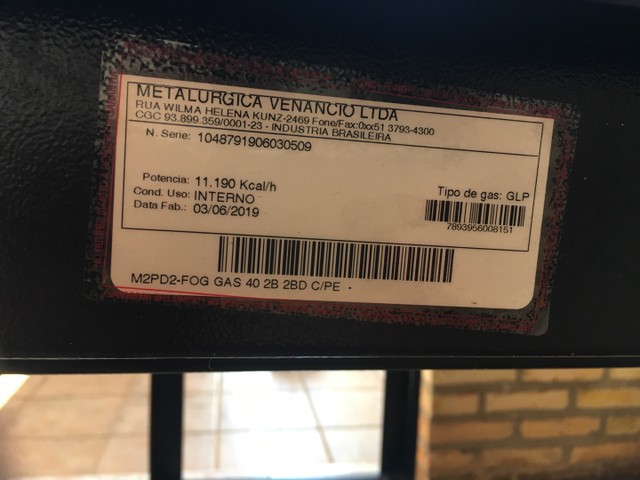 METALURGICA VENANCIO LTDA
RUA WILMA HELENA KUNZ-2469 Fone/Fax:0xx51 3793-4300
CGC 93.899.359/0001-23 - INDUSTRIA BRASILEIRA
N. Serie: 1048791906030509
Potencia: 11.190 Kcal/h
Cond. Uso: INTERNO
Data Fab.: 03/06/2019
Tipo de gas: GLP
7893956008151
M2PD2-FOG GAS 40 2B 2BD C/PE -